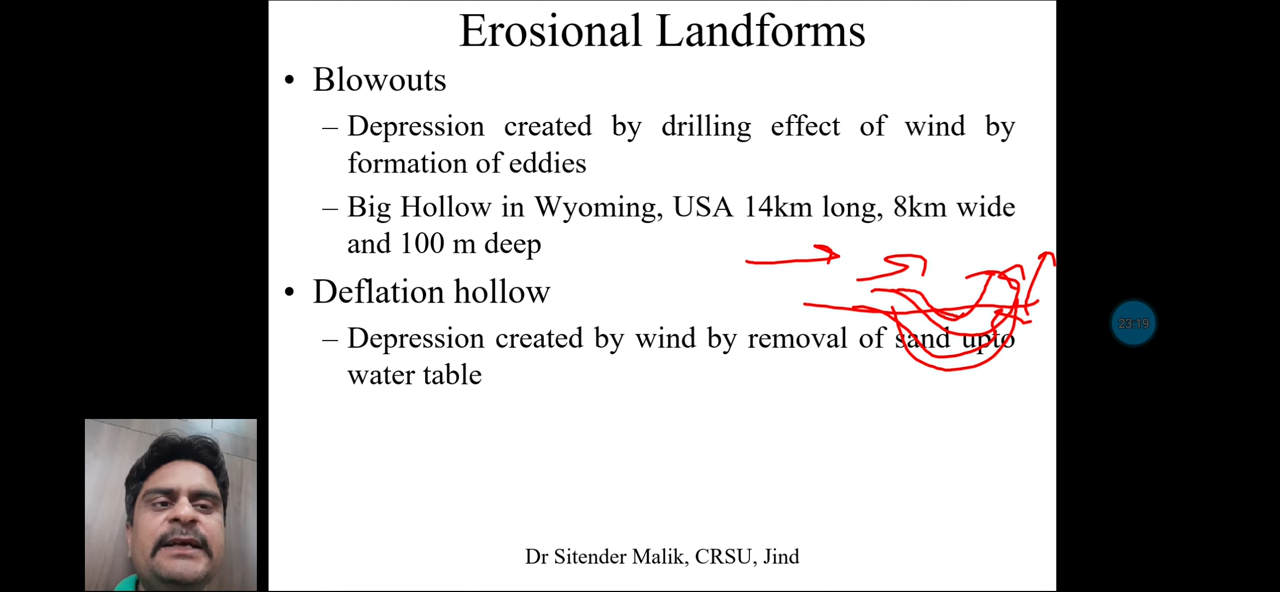 Erosional Landforms
• Blowouts
– Depression created by drilling effect of wind by
formation of eddies
– Big Hollow in Wyoming, USA 14km long, 8km wide
and 100 m deep
• Deflation hollow
– Depression created by wind by removal of sand upto
water table
23:19
Dr Sitender Malik, CRSU, Jind